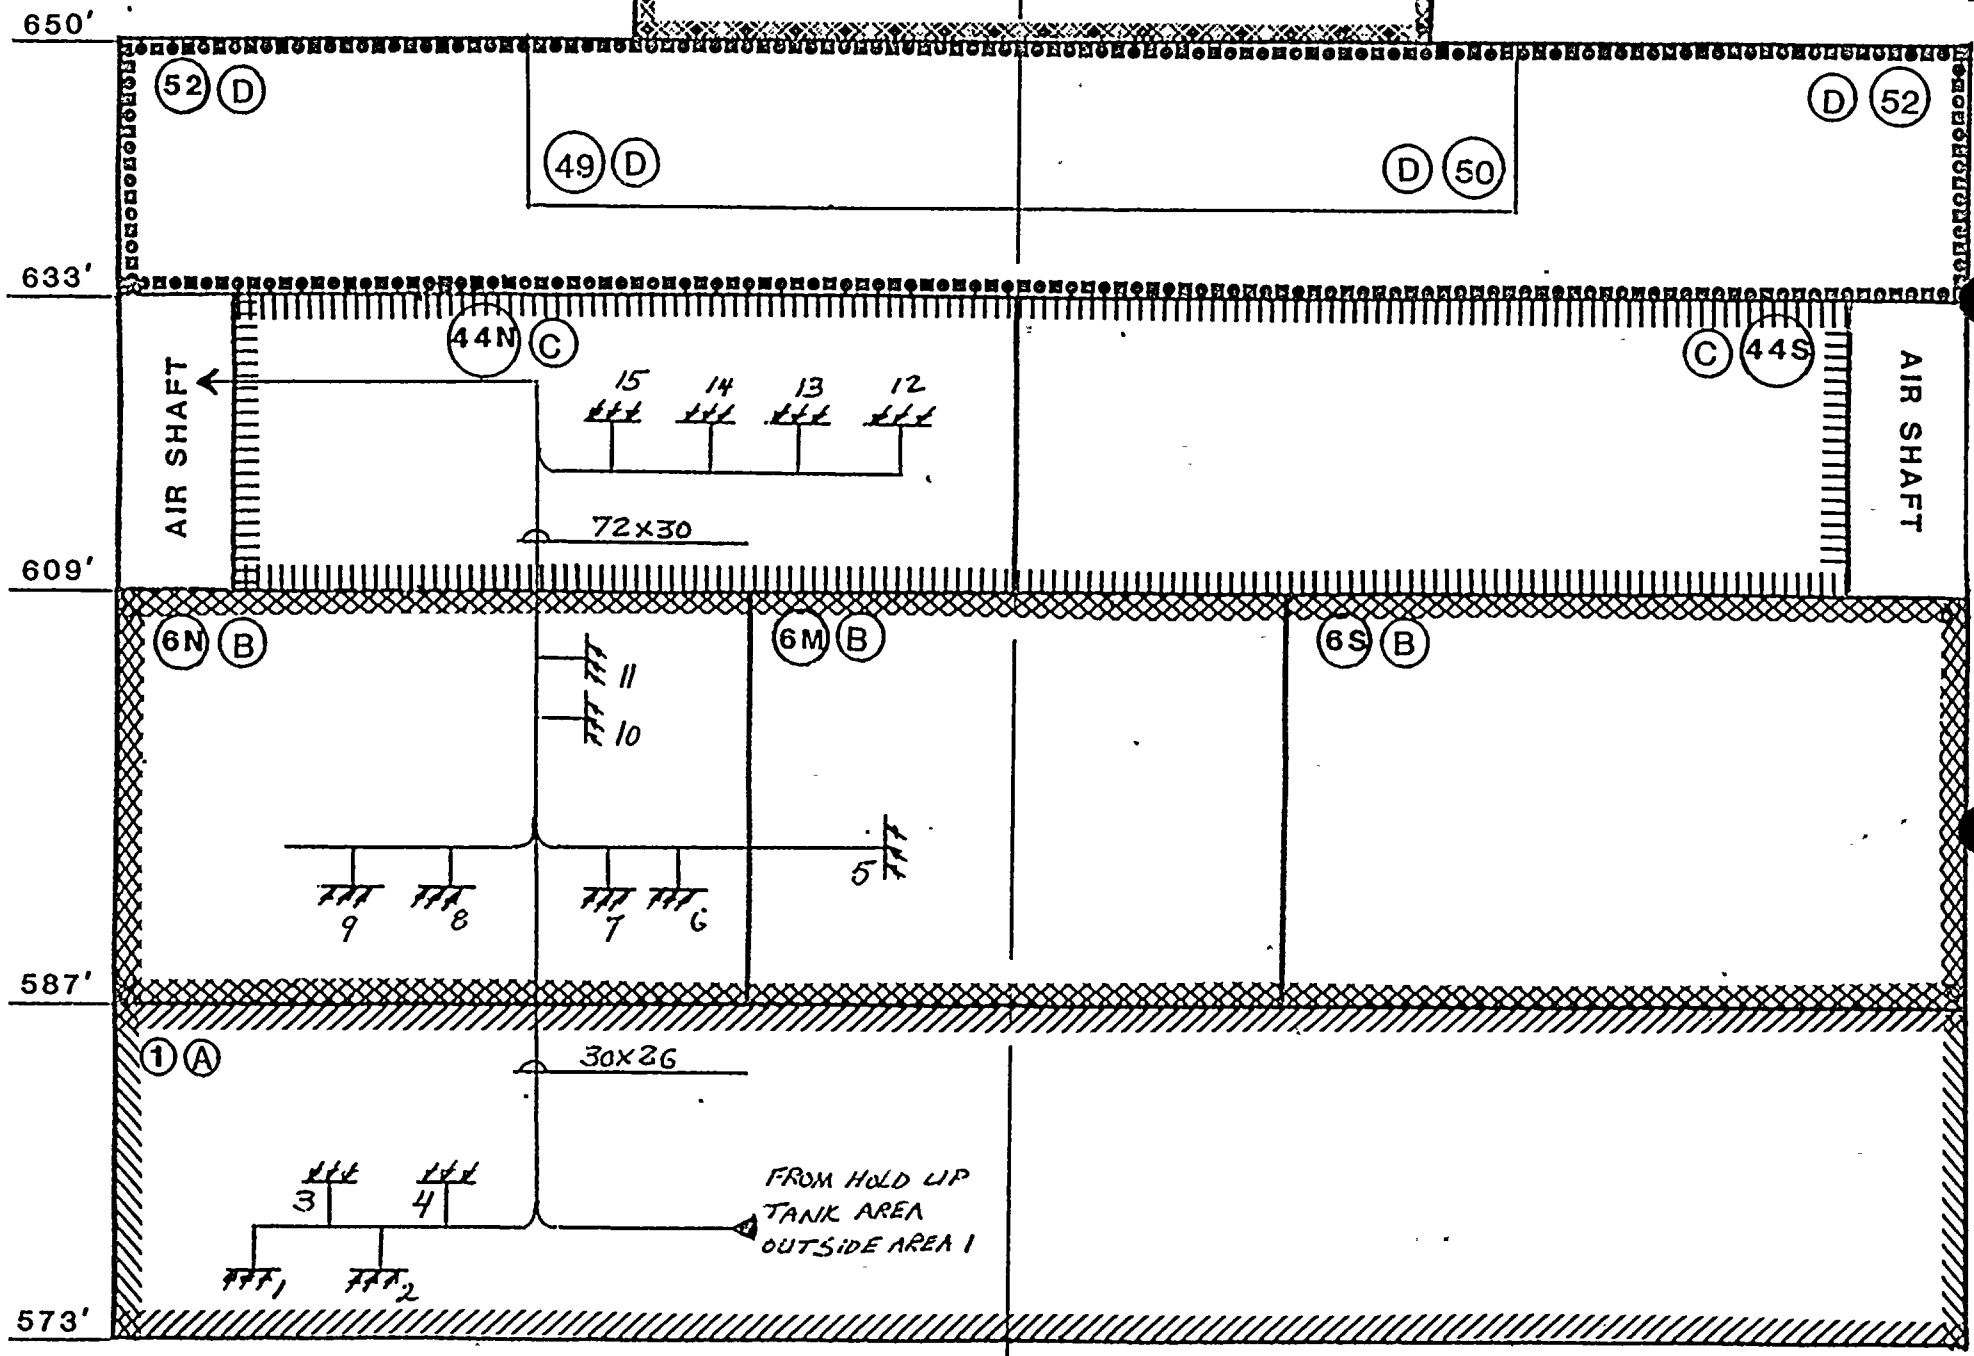 650'
52 D
D 52
49 D
D 50
633'
44N C
C 44S
AIR SHAFT
15 14 13 12
AIR SHAFT
72X30
609'
6N B
6M B
6S B
11
10
5
9 8 7 6
587'
1 A
30X26
3 4
FROM HOLD UP
TANK AREA
OUTSIDE AREA 1
1 2
573'